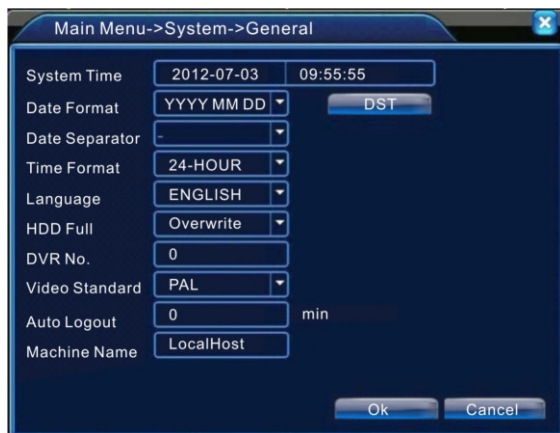 Main Menu->System->General
System Time 2012-07-03 09:55:55
Date Format YYYY MM DD DST
Date Separator -
Time Format 24-HOUR
Language ENGLISH
HDD Full Overwrite
DVR No. 0
Video Standard PAL
Auto Logout 0 min
Machine Name LocalHost
Ok Cancel